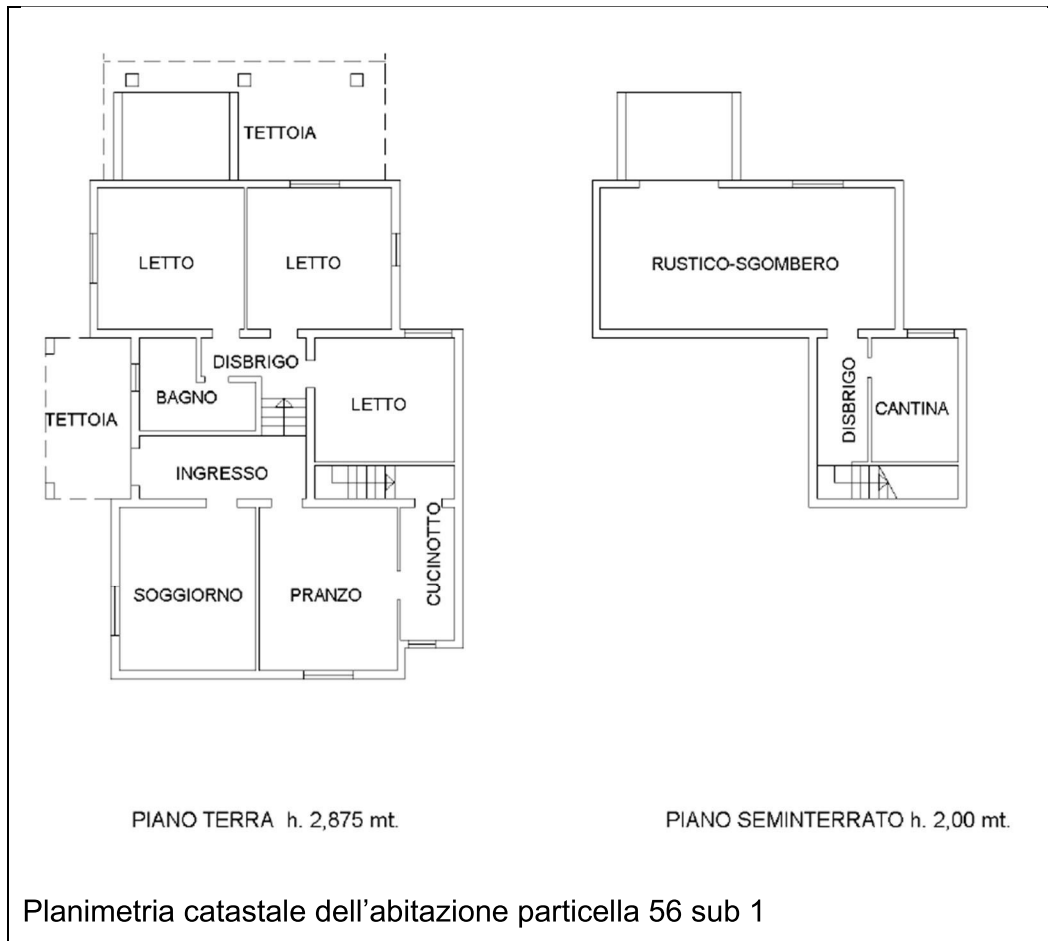 TETTOIA
LETTO
LETTO
RUSTICO-SGOMBERO
DISBRIGO
BAGNO
LETTO
TETTOIA
DISBRIGO
CANTINA
INGRESSO
SOGGIORNO
PRANZO
CUCINOTTO
PIANO TERRA h. 2,875 mt.
PIANO SEMINTERRATO h. 2,00 mt.
Planimetria catastale dell’abitazione particella 56 sub 1